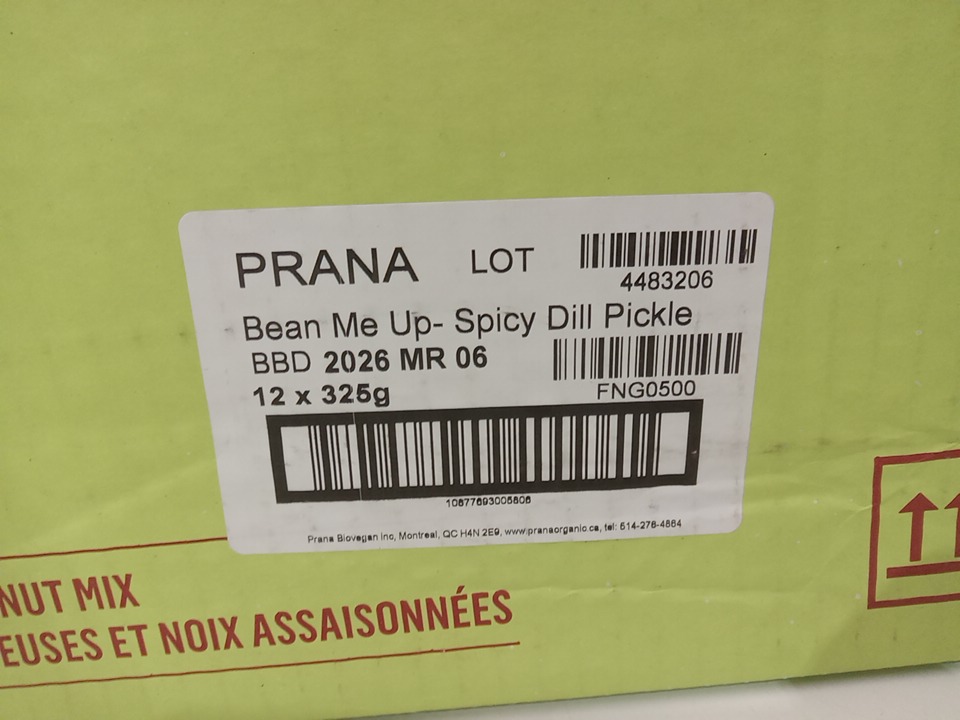 PRANA LOT
4483206
Bean Me Up- Spicy Dill Pickle
BBD 2026 MR 06
12 x 325g
FNG0500
10677693005806
Prana Biovegan Inc, Montreal, QC H4N 2E9, www.pranaorganic.ca, tel: 514-276-4864
NUT MIX
EUSES ET NOIX ASSAISONNÉES